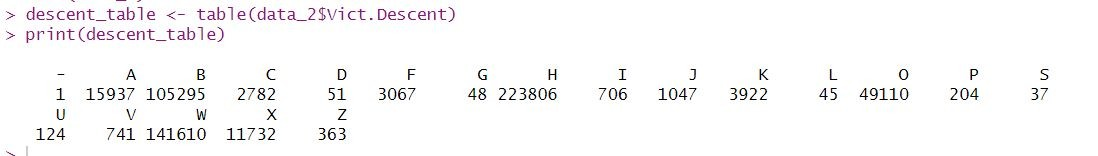 > descent_table <- table(data_2$Vict.Descent)
> print(descent_table)
- A B C D F G H I J K L O P S
1 15937 105295 2782 51 3067 48 223806 706 1047 3922 45 49110 204 37
U V W X Z
124 741 141610 11732 363
>